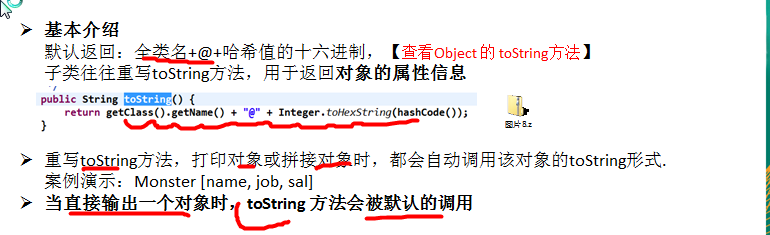 ➢ 基本介绍
默认返回：全类名+@+哈希值的十六进制，【查看Object 的 toString方法】
子类往往重写toString方法，用于返回对象的属性信息
*/
public String toString() {
return getClass().getName() + "@" + Integer.toHexString(hashCode());
}
图片8.z
➢ 重写toString方法，打印对象或拼接对象时，都会自动调用该对象的toString形式.
案例演示：Monster [name, job, sal]
➢ 当直接输出一个对象时，toString 方法会被默认的调用